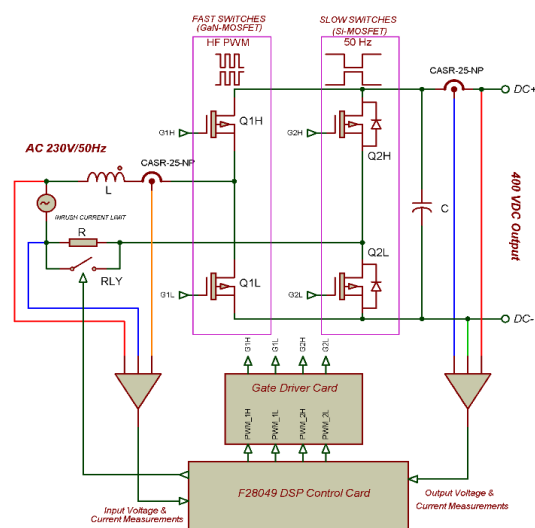 FAST SWITCHES
(GaN-MOSFET)
HF PWM
SLOW SWITCHES
(Si-MOSFET)
50 Hz
CASR-25-NP
DC+
G1H
Q1H
G2H
Q2H
AC 230V/50Hz
CASR-25-NP
L
INRUSH CURRENT LIMIT
R
RLY
C
400 VDC Output
G1L
Q1L
G2L
Q2L
DC-
G1H
G1L
G2H
G2L
Gate Driver Card
PWM_1H
PWM_1L
PWM_2H
PWM_2L
F28049 DSP Control Card
Input Voltage &
Current Measurements
Output Voltage &
Current Measurements